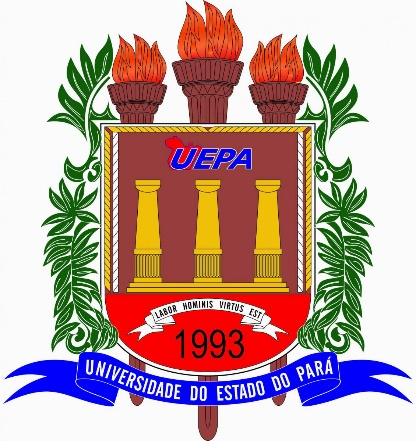 UEPA
LABOR HOMINIS VIRTUS EST
1993
UNIVERSIDADE DO ESTADO DO PARÁ